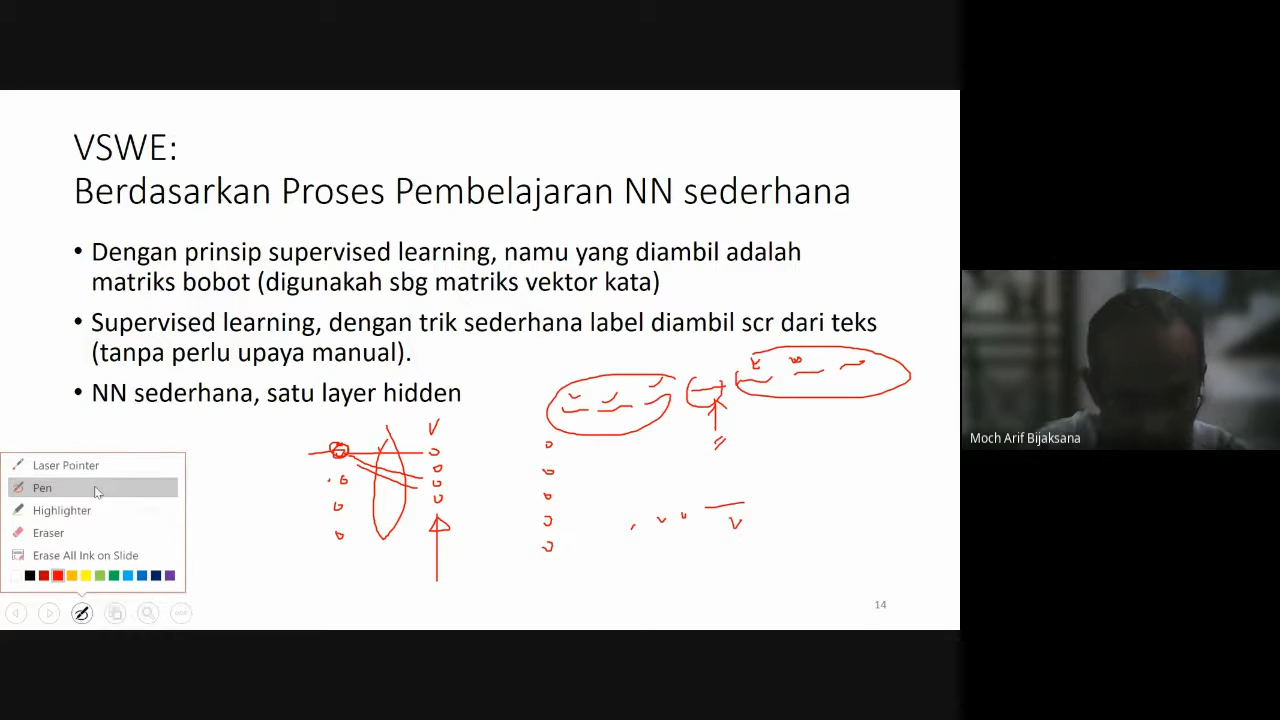 VSWE:
Berdasarkan Proses Pembelajaran NN sederhana
• Dengan prinsip supervised learning, namu yang diambil adalah
matriks bobot (digunakah sbg matriks vektor kata)
• Supervised learning, dengan trik sederhana label diambil scr dari teks
(tanpa perlu upaya manual).
• NN sederhana, satu layer hidden
V
Laser Pointer
Pen
Highlighter
Eraser
Erase All Ink on Slide
14
Moch Arif Bijaksana